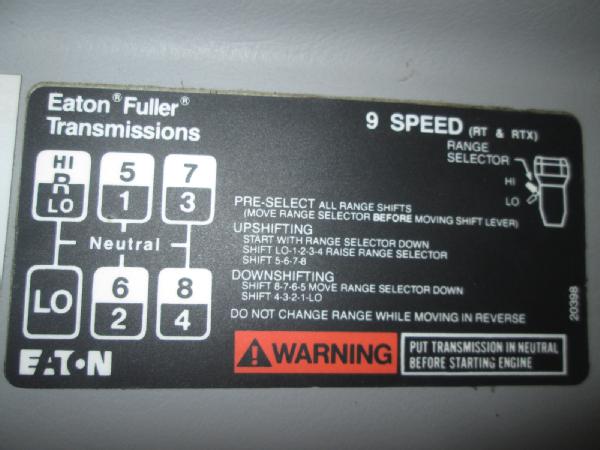 Eaton® Fuller®
Transmissions
9 SPEED (RT & RTX)
RANGE
SELECTOR
HI
LO
HI
R
LO
5
1
7
3
Neutral
LO
6
2
8
4
PRE-SELECT ALL RANGE SHIFTS
(MOVE RANGE SELECTOR BEFORE MOVING SHIFT LEVER)
UPSHIFTING
START WITH RANGE SELECTOR DOWN
SHIFT LO-1-2-3-4 RAISE RANGE SELECTOR
SHIFT 5-6-7-8
DOWNSHIFTING
SHIFT 8-7-6-5 MOVE RANGE SELECTOR DOWN
SHIFT 4-3-2-1-LO
DO NOT CHANGE RANGE WHILE MOVING IN REVERSE
20398
EATON
WARNING
PUT TRANSMISSION IN NEUTRAL
BEFORE STARTING ENGINE